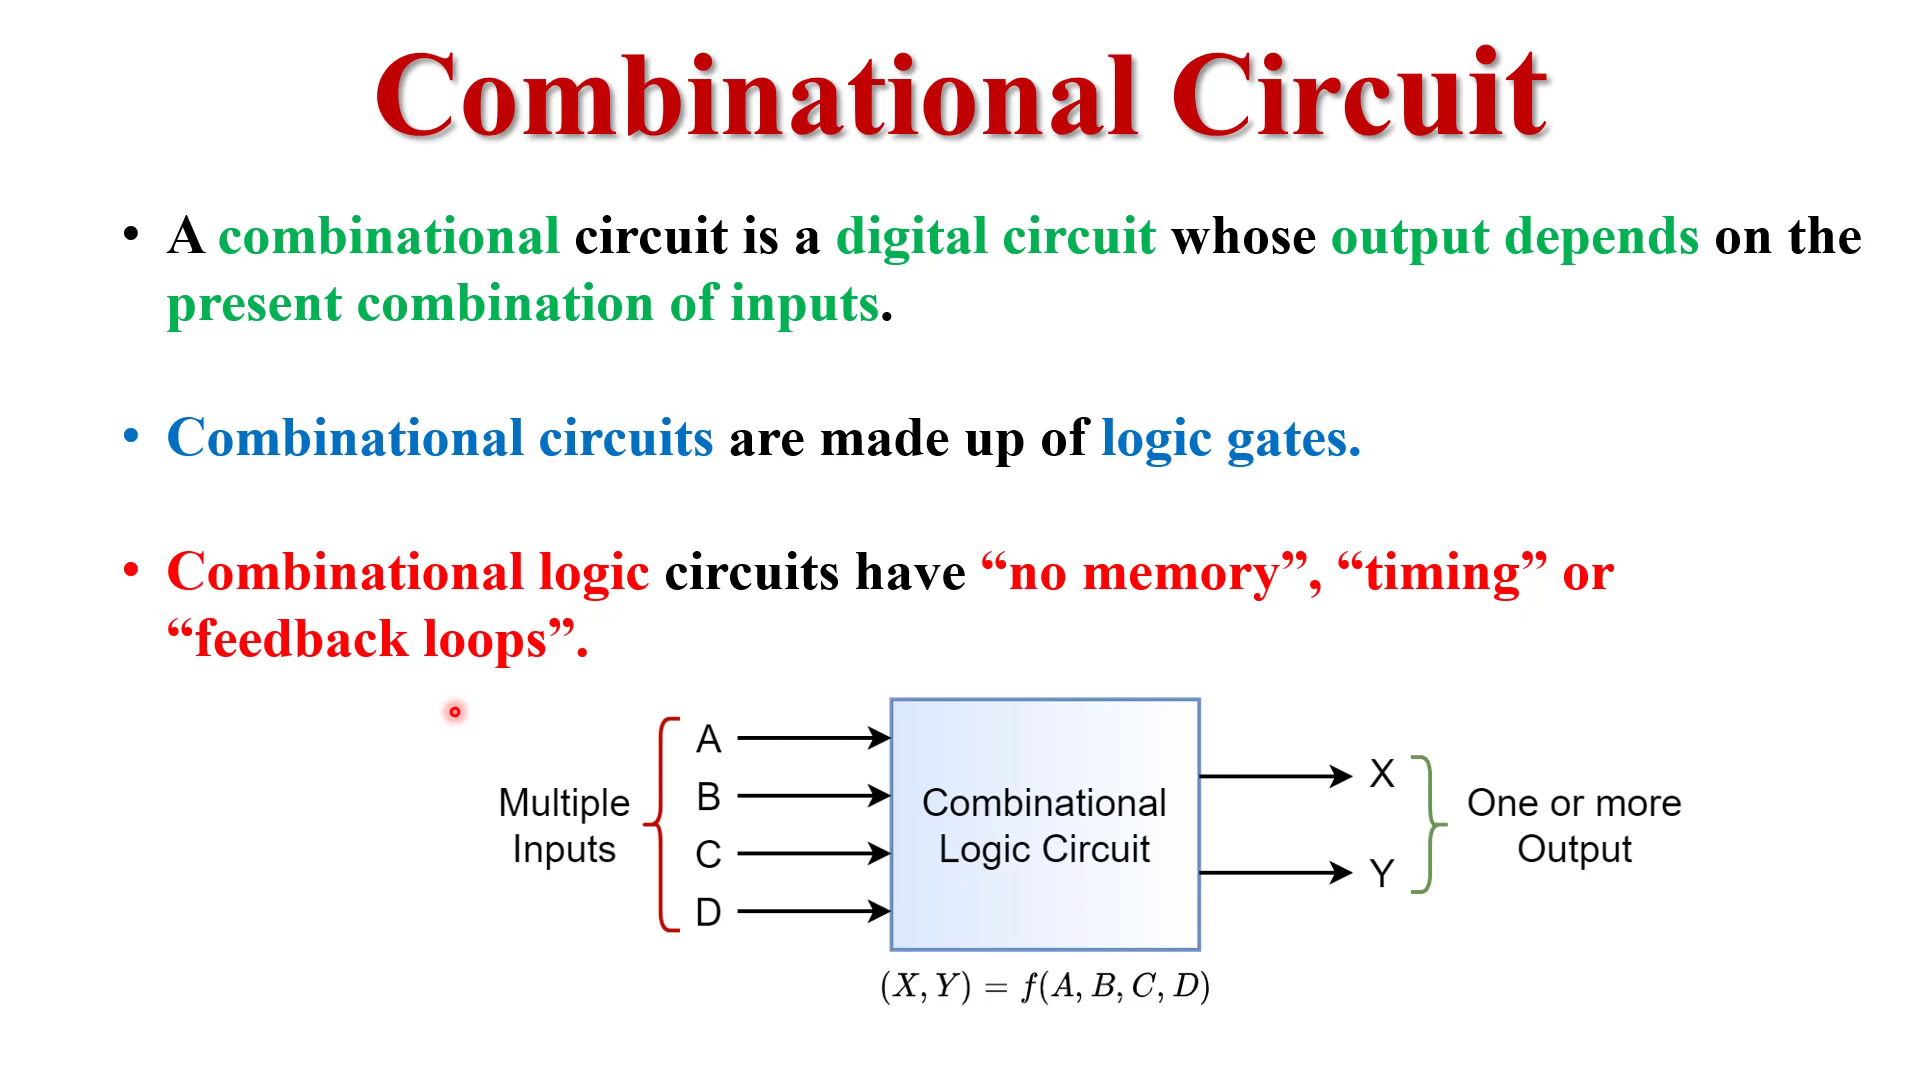 Combinational Circuit
• A combinational circuit is a digital circuit whose output depends on the
present combination of inputs.
• Combinational circuits are made up of logic gates.
• Combinational logic circuits have “no memory”, “timing” or
“feedback loops”.
Multiple
Inputs
A
B
C
D
Combinational
Logic Circuit
X
Y
One or more
Output
(X, Y) = f(A, B, C, D)